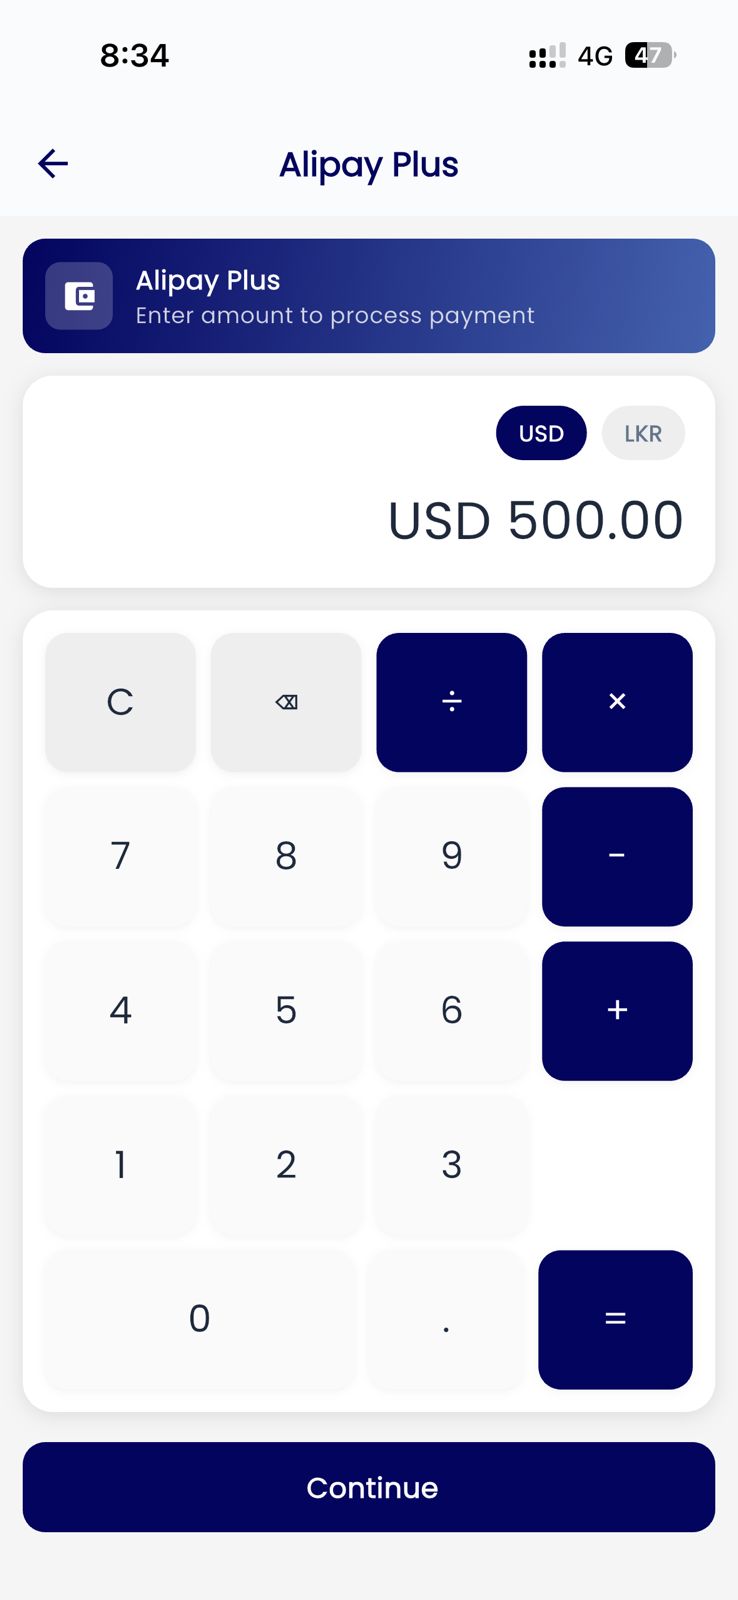 8:34
4G
47
Alipay Plus
Alipay Plus
Enter amount to process payment
USD
LKR
USD 500.00
C
⌫
÷
×
7
8
9
-
4
5
6
+
1
2
3
0
.
=
Continue